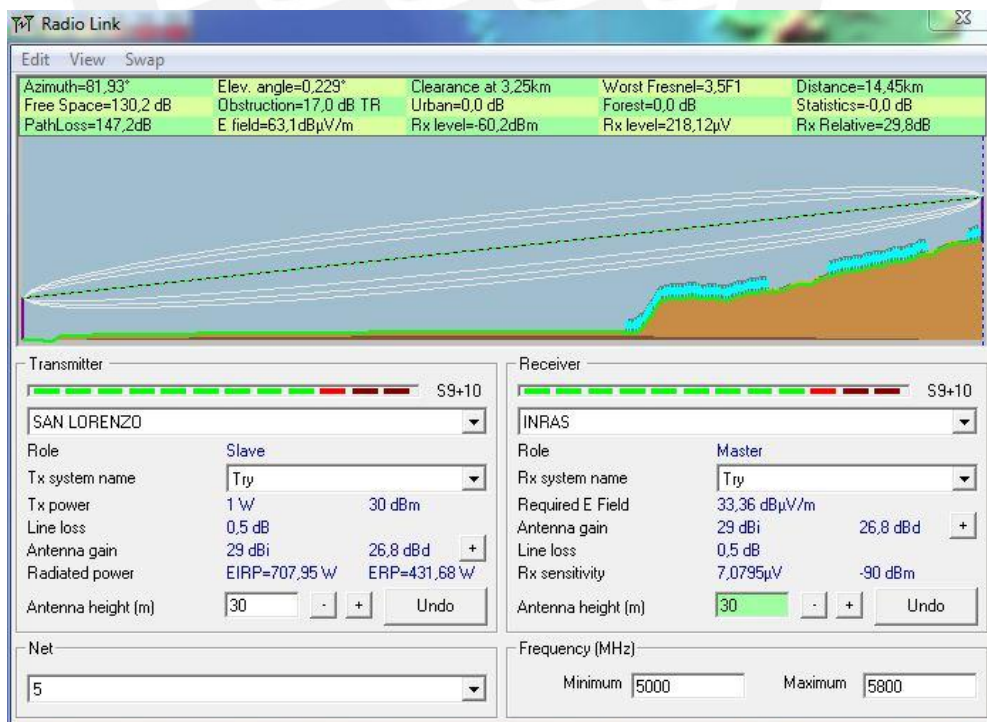 Radio Link
Edit View Swap
Azimuth=81,93° Elev. angle=0,229° Clearance at 3,25km Worst Fresnel=3,5F1 Distance=14,45km
Free Space=130,2 dB Obstruction=17,0 dB TR Urban=0,0 dB Forest=0,0 dB Statistics=-0,0 dB
PathLoss=147,2dB E field=63,1dBµV/m Rx level=-60,2dBm Rx level=218,12µV Rx Relative=29,8dB
Transmitter
S9+10
SAN LORENZO
Role Slave
Tx system name Try
Tx power 1 W 30 dBm
Line loss 0,5 dB
Antenna gain 29 dBi 26,8 dBd +
Radiated power EIRP=707,95 W ERP=431,68 W
Antenna height (m) 30 - + Undo
Net
5
Receiver
S9+10
INRAS
Role Master
Rx system name Try
Required E Field 33,36 dBµV/m
Antenna gain 29 dBi 26,8 dBd +
Line loss 0,5 dB
Rx sensitivity 7,0795µV -90 dBm
Antenna height (m) 30 - + Undo
Frequency (MHz)
Minimum 5000 Maximum 5800